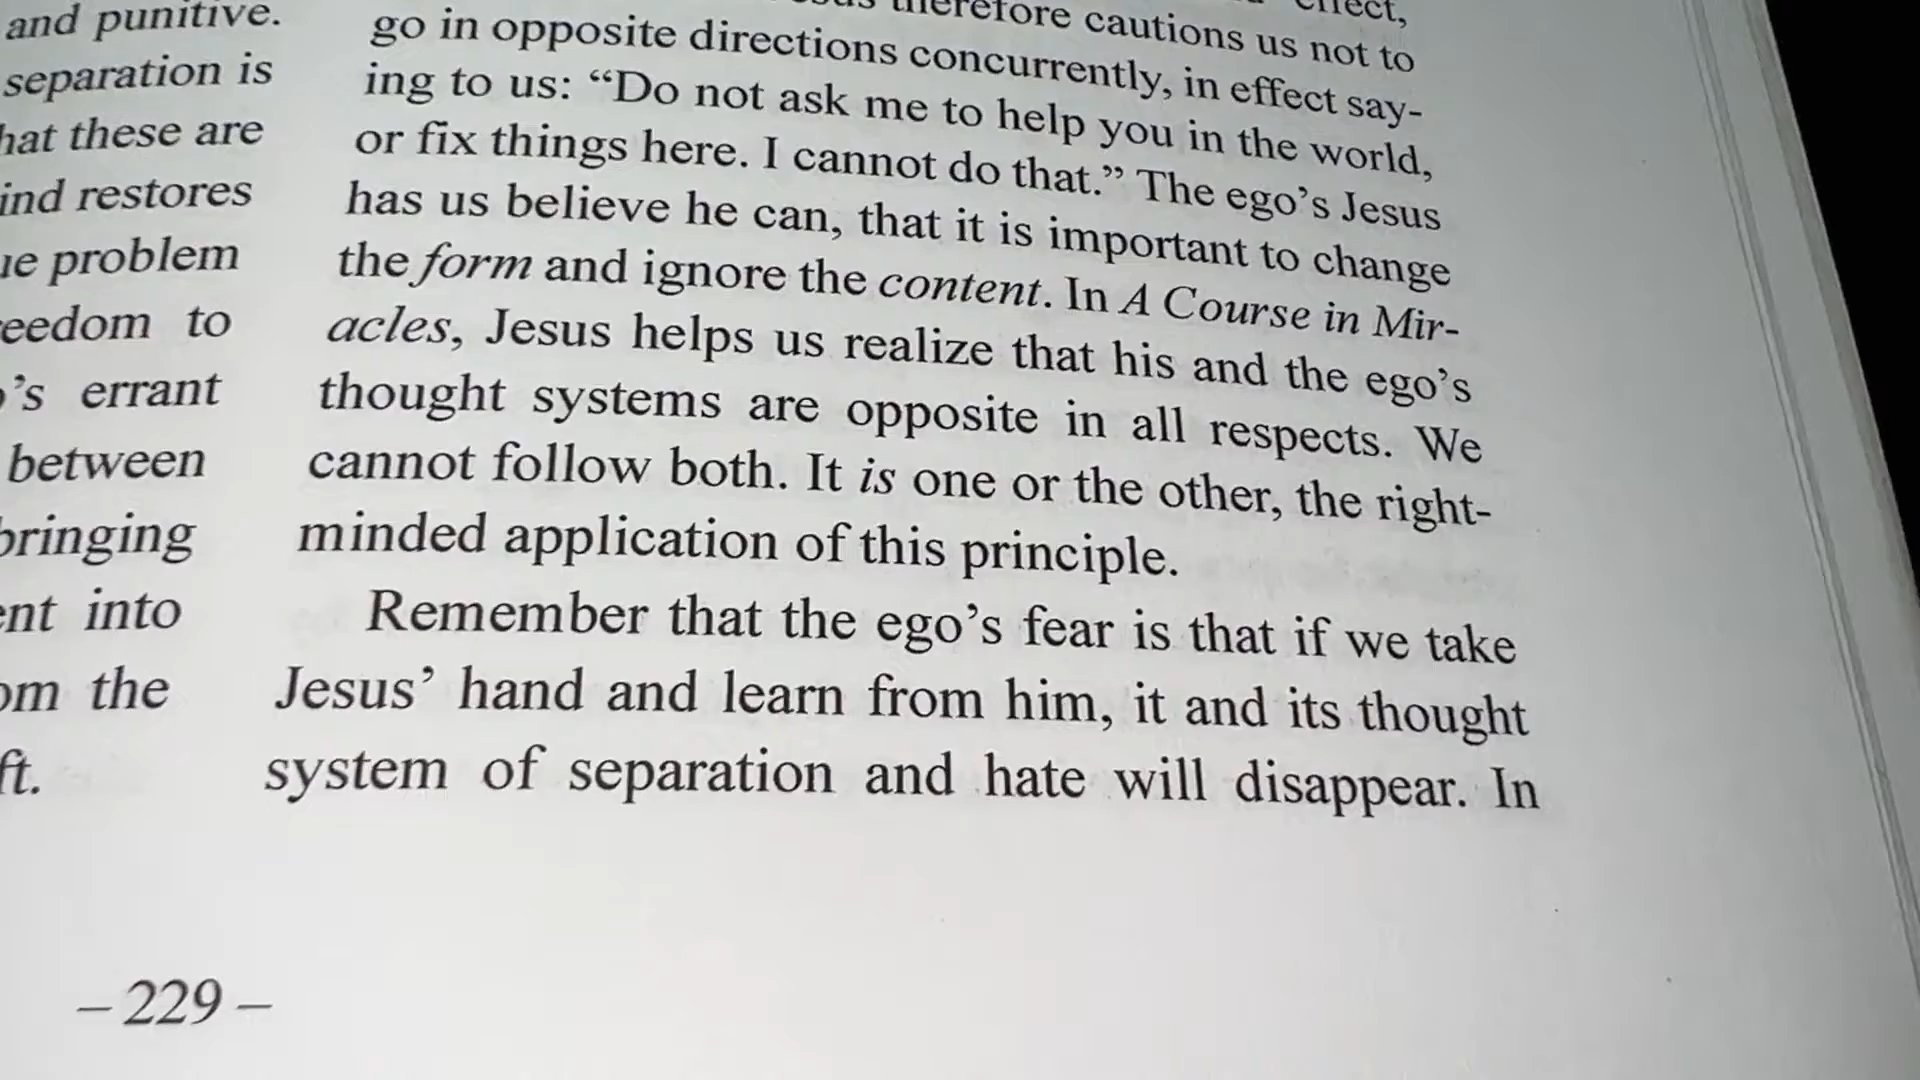 and punitive.
separation is
these are
restores
problem
to
errant
between
bringing
into
the
therefore cautions us not to
go in opposite directions concurrently, in effect say-
ing to us: “Do not ask me to help you in the world,
or fix things here. I cannot do that.” The ego’s Jesus
has us believe he can, that it is important to change
the form and ignore the content. In A Course in Mir-
acles, Jesus helps us realize that his and the ego’s
thought systems are opposite in all respects. We
cannot follow both. It is one or the other, the right-
minded application of this principle.
Remember that the ego’s fear is that if we take
Jesus’ hand and learn from him, it and its thought
system of separation and hate will disappear. In
– 229 –